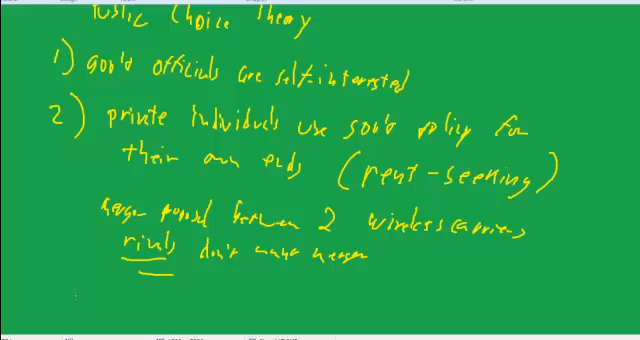 Public Choice Theory
1) gov't officials are self-interested
2) private individuals use gov't policy for
their own ends (rent-seeking)
merger proposed between 2 wireless carriers
rivals don't want merger